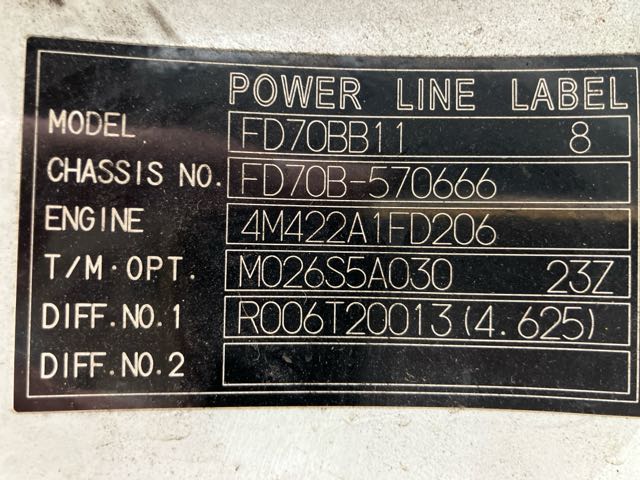 POWER LINE LABEL
MODEL FD70BB11 8
CHASSIS NO. FD70B-570666
ENGINE 4M422A1FD206
T/M·OPT. M026S5A030 23Z
DIFF.NO.1 R006T20013(4.625)
DIFF.NO.2